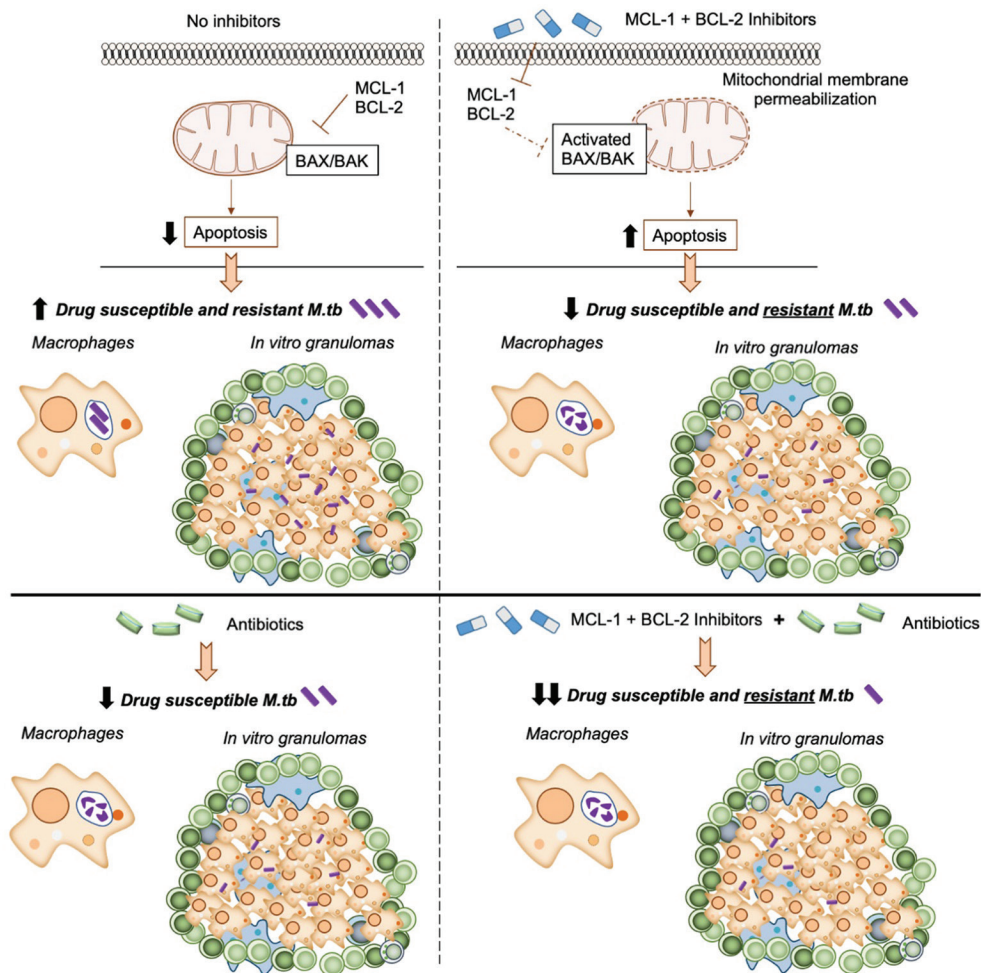 No inhibitors
MCL-1
BCL-2
BAX/BAK
Apoptosis
Drug susceptible and resistant M.tb
Macrophages
In vitro granulomas
MCL-1 + BCL-2 Inhibitors
Mitochondrial membrane
permeabilization
MCL-1
BCL-2
Activated
BAX/BAK
Apoptosis
Drug susceptible and resistant M.tb
Macrophages
In vitro granulomas
Antibiotics
Drug susceptible M.tb
Macrophages
In vitro granulomas
MCL-1 + BCL-2 Inhibitors + Antibiotics
Drug susceptible and resistant M.tb
Macrophages
In vitro granulomas